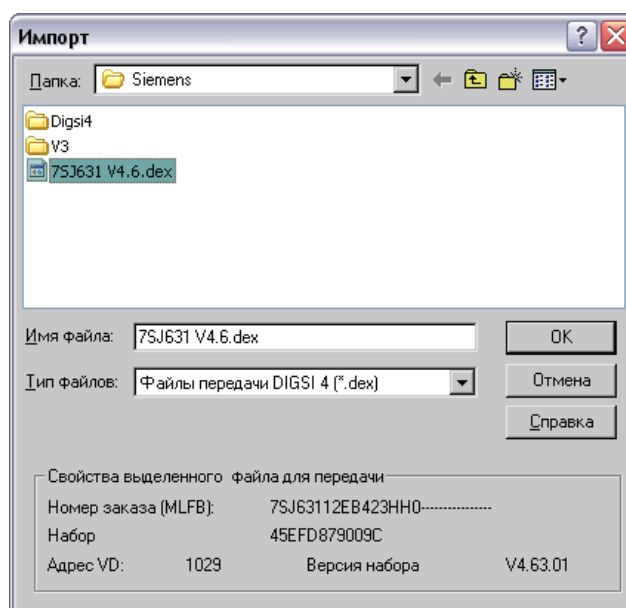 Импорт
Папка: Siemens
Digsi4
V3
7SJ631 V4.6.dex
Имя файла: 7SJ631 V4.6.dex OK
Тип файлов: Файлы передачи DIGSI 4 (*.dex) Отмена
Справка
Свойства выделенного файла для передачи
Номер заказа (MLFB): 7SJ63112EB423HH0---------------
Набор 45EFD879009C
Адрес VD: 1029 Версия набора V4.63.01